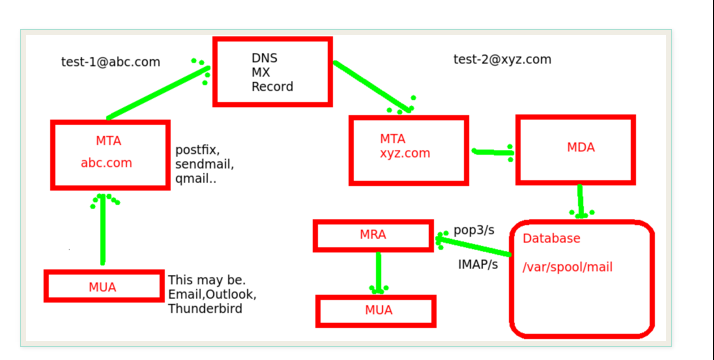 test-1@abc.com
DNS
MX
Record
test-2@xyz.com
MTA
abc.com
postfix,
sendmail,
qmail..
MTA
xyz.com
MDA
MUA
This may be.
Email,Outlook,
Thunderbird
MRA
pop3/s
IMAP/s
MUA
Database
/var/spool/mail